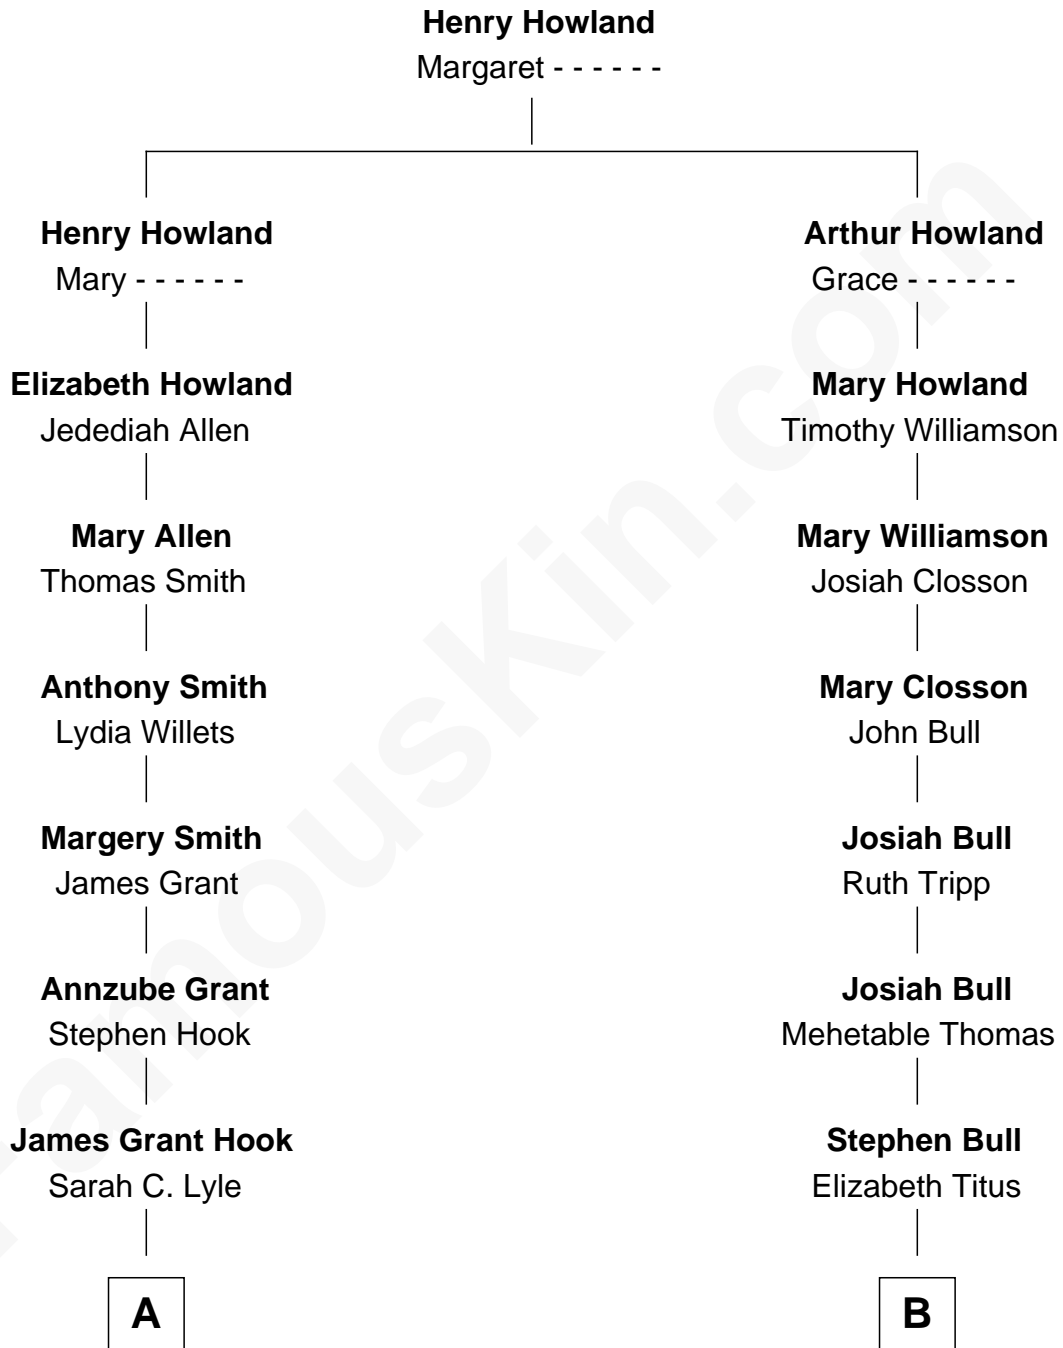 Henry Howland
Margaret - - - - - -
Henry Howland
Mary - - - - - -
Elizabeth Howland
Jedediah Allen
Mary Allen
Thomas Smith
Anthony Smith
Lydia Willets
Margery Smith
James Grant
Annzube Grant
Stephen Hook
James Grant Hook
Sarah C. Lyle
A
Arthur Howland
Grace - - - - - -
Mary Howland
Timothy Williamson
Mary Williamson
Josiah Closson
Mary Closson
John Bull
Josiah Bull
Ruth Tripp
Josiah Bull
Mehetable Thomas
Stephen Bull
Elizabeth Titus
B
FamousKin.com